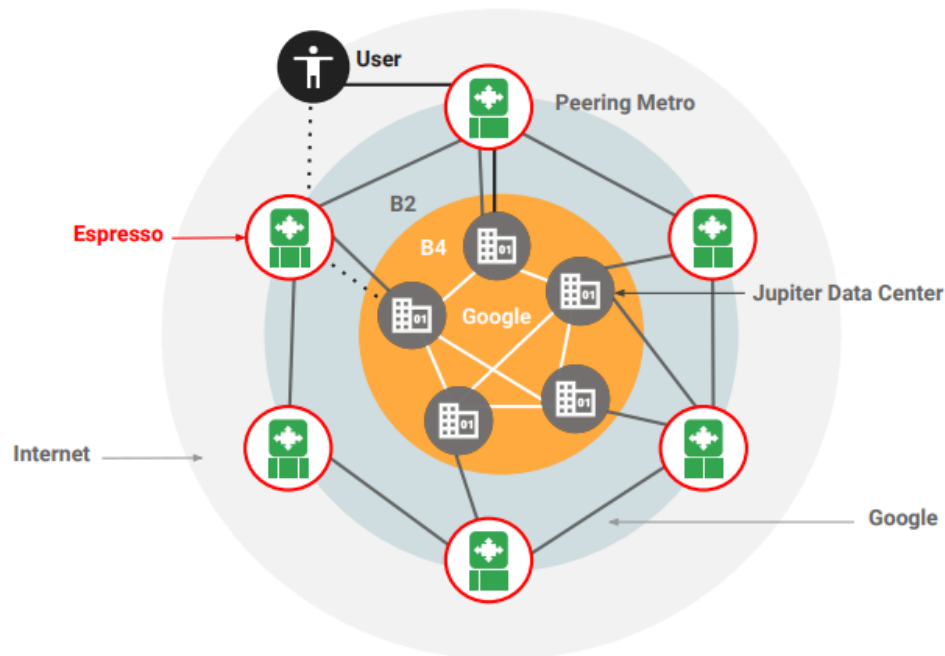 User
Peering Metro
B2
Espresso
B4
01
01
Jupiter Data Center
Google
01
01
01
Internet
Google